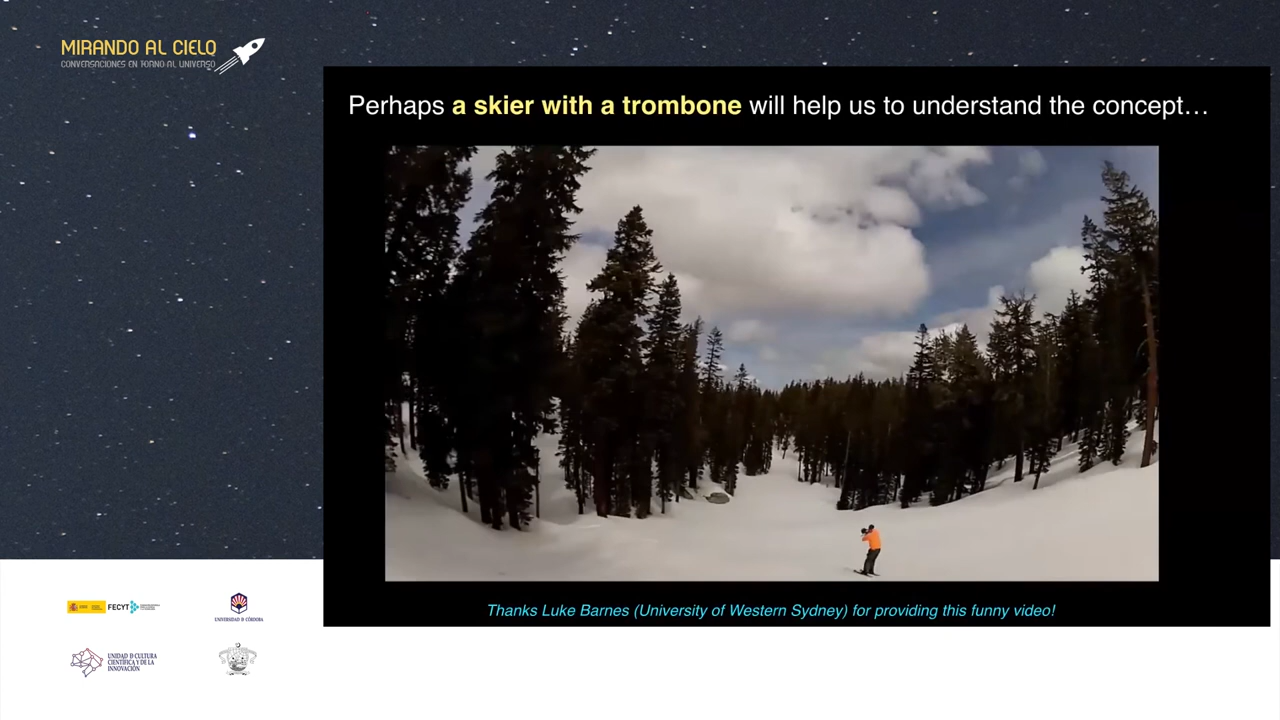 MIRANDO AL CIELO
CONVERSACIONES EN TORNO AL UNIVERSO
Perhaps a skier with a trombone will help us to understand the concept…
Thanks Luke Barnes (University of Western Sydney) for providing this funny video!
FECYT
UNIVERSIDAD D CÓRDOBA
UNIDAD D CULTURA
CIENTÍFICA Y DE LA
INNOVACIÓN